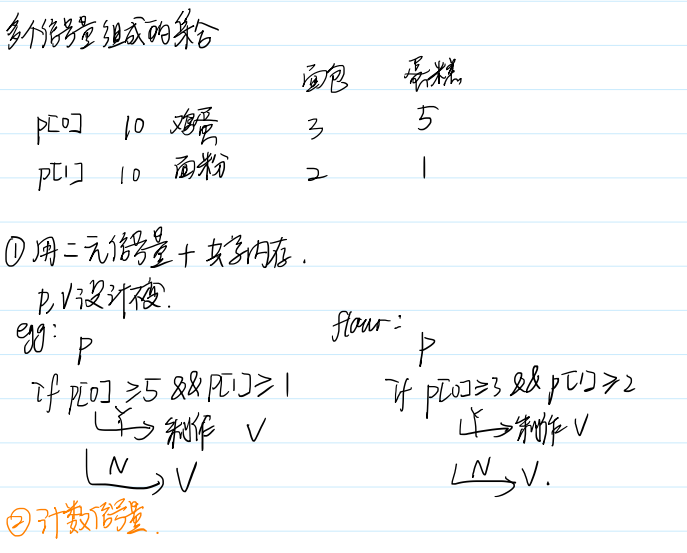 多个信号量组成的集合
面包 蛋糕
p[0] 10 鸡蛋 3 5
p[1] 10 面粉 2 1
① 用二元信号量 + 共享内存.
p,V设计不变.
egg: flour:
P P
if p[0] ≥5 && p[1] ≥ 1 if p[0]≥3 && p[1] ≥2
Y 制作 V Y 制作 V
N V N V.
② 计数信号量.